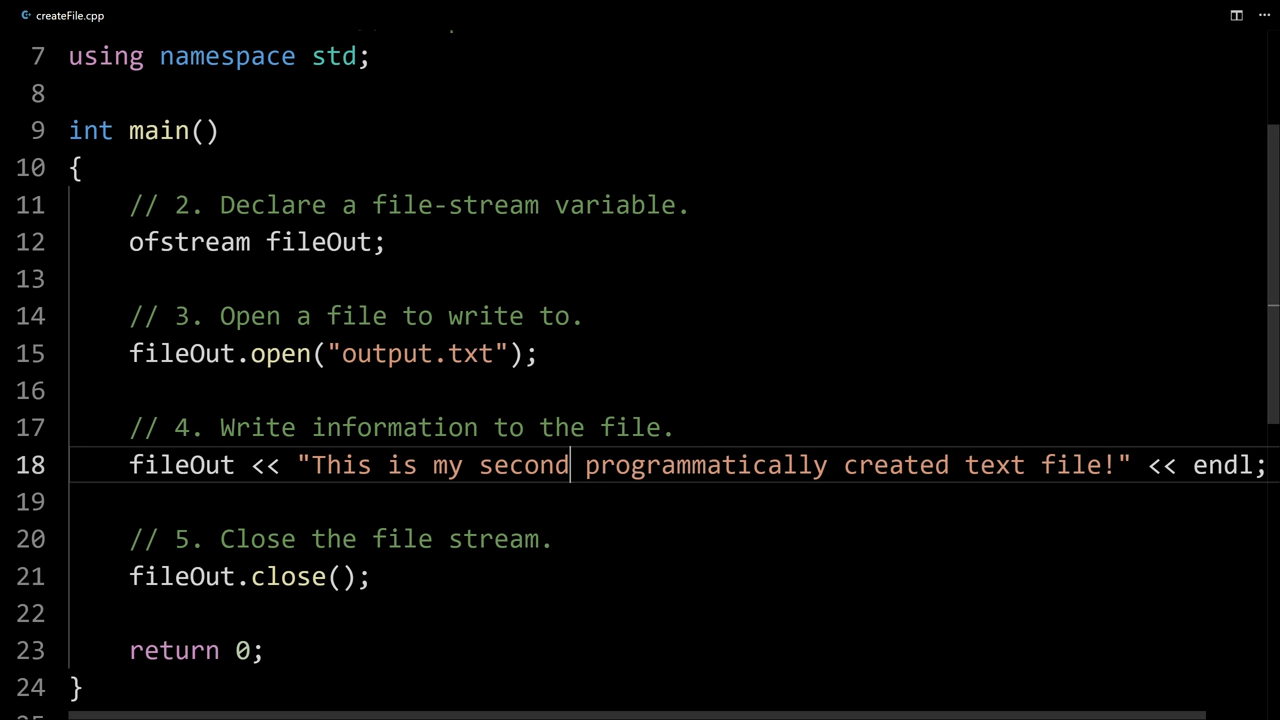 createFile.cpp
7 using namespace std;
8
9 int main()
10 {
11 // 2. Declare a file-stream variable.
12 ofstream fileOut;
13
14 // 3. Open a file to write to.
15 fileOut.open("output.txt");
16
17 // 4. Write information to the file.
18 fileOut << "This is my second programmatically created text file!" << endl;
19
20 // 5. Close the file stream.
21 fileOut.close();
22
23 return 0;
24 }